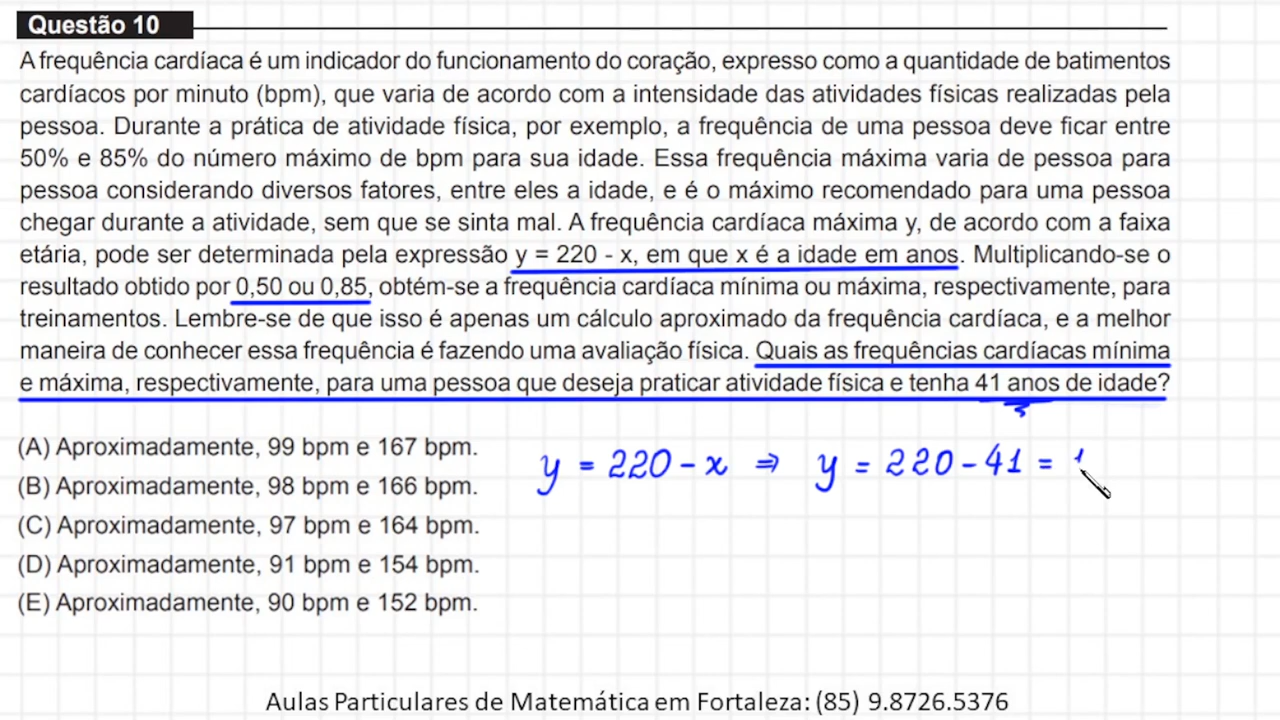 Questão 10
A frequência cardíaca é um indicador do funcionamento do coração, expresso como a quantidade de batimentos
cardíacos por minuto (bpm), que varia de acordo com a intensidade das atividades físicas realizadas pela
pessoa. Durante a prática de atividade física, por exemplo, a frequência de uma pessoa deve ficar entre
50% e 85% do número máximo de bpm para sua idade. Essa frequência máxima varia de pessoa para
pessoa considerando diversos fatores, entre eles a idade, e é o máximo recomendado para uma pessoa
chegar durante a atividade, sem que se sinta mal. A frequência cardíaca máxima y, de acordo com a faixa
etária, pode ser determinada pela expressão y = 220 - x, em que x é a idade em anos. Multiplicando-se o
resultado obtido por 0,50 ou 0,85, obtém-se a frequência cardíaca mínima ou máxima, respectivamente, para
treinamentos. Lembre-se de que isso é apenas um cálculo aproximado da frequência cardíaca, e a melhor
maneira de conhecer essa frequência é fazendo uma avaliação física. Quais as frequências cardíacas mínima
e máxima, respectivamente, para uma pessoa que deseja praticar atividade física e tenha 41 anos de idade?
(A) Aproximadamente, 99 bpm e 167 bpm.
(B) Aproximadamente, 98 bpm e 166 bpm.
(C) Aproximadamente, 97 bpm e 164 bpm.
(D) Aproximadamente, 91 bpm e 154 bpm.
(E) Aproximadamente, 90 bpm e 152 bpm.
y = 220 - x ⇒ y = 220 - 41 =
Aulas Particulares de Matemática em Fortaleza: (85) 9.8726.5376